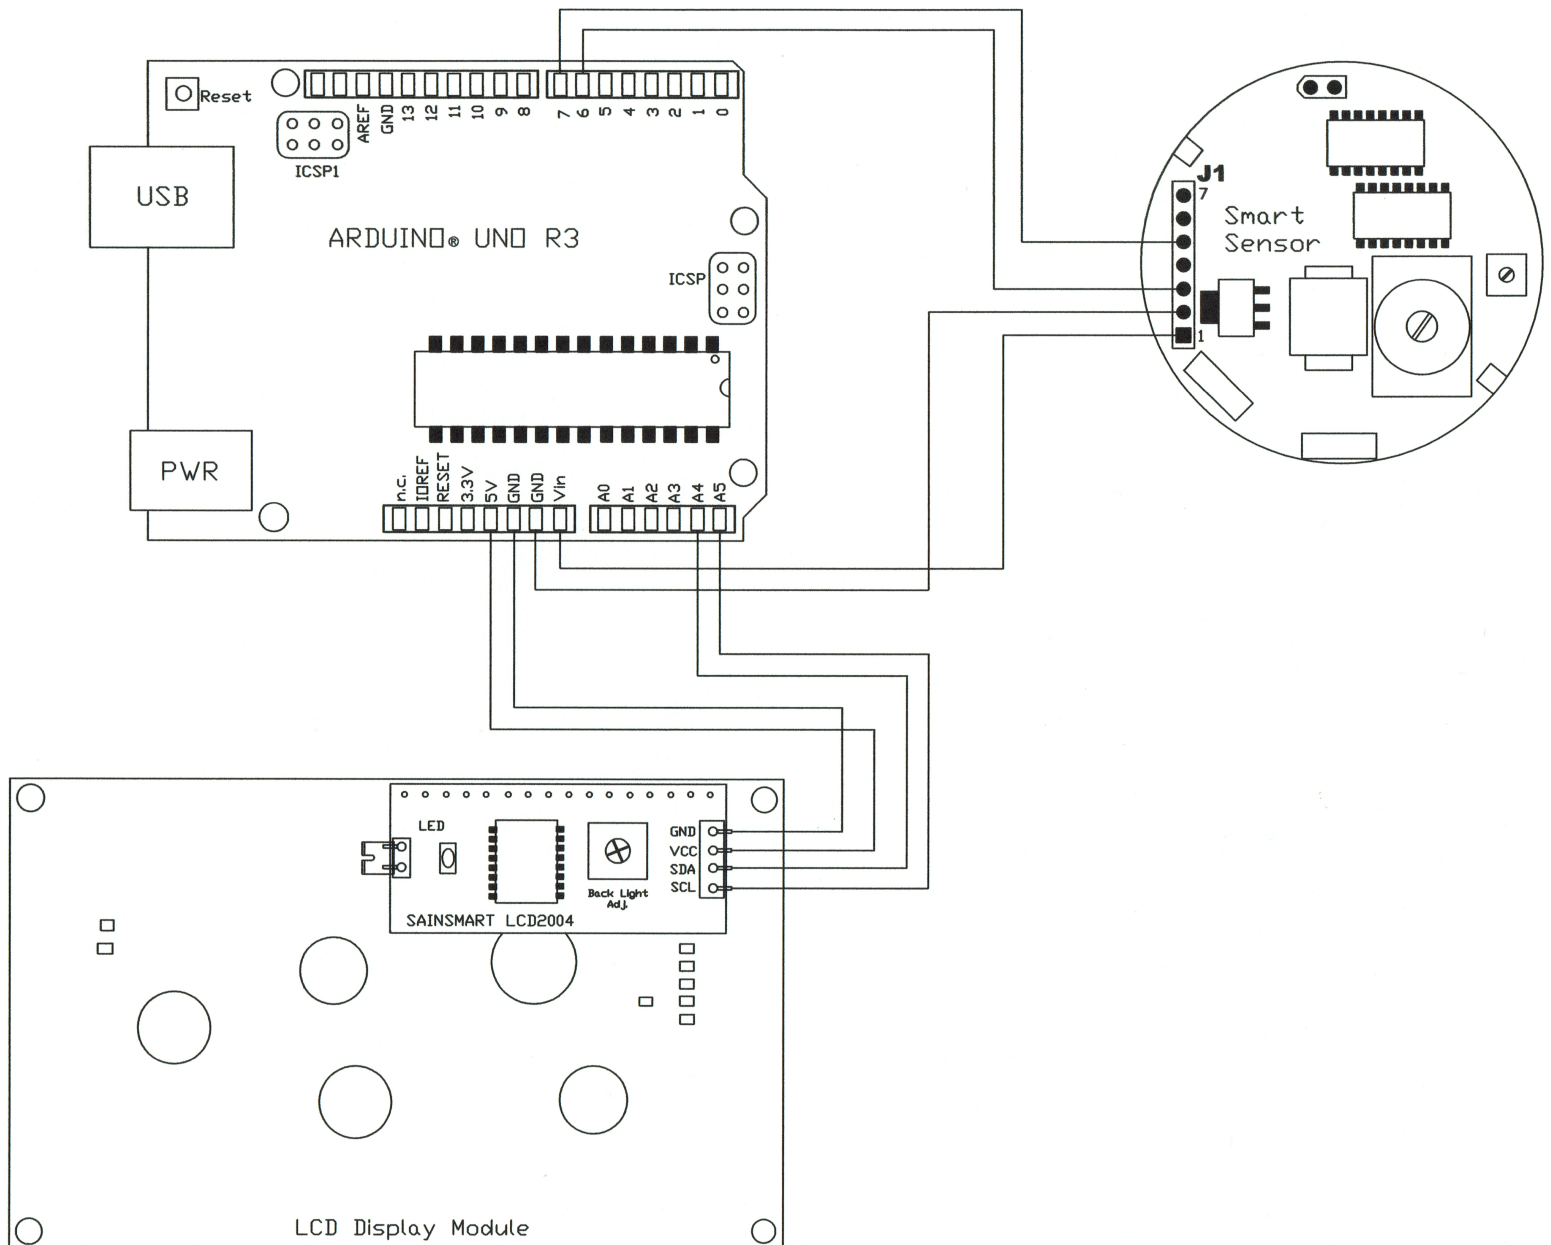 Reset
AREF
GND
13
12
11
10
9
8
7
6
5
4
3
2
1
0
ICSP1
USB
ARDUINO® UNO R3
ICSP
J1
7
Smart
Sensor
1
PWR
n.c.
IOREF
RESET
3.3V
5V
GND
GND
Vin
A0
A1
A2
A3
A4
A5
LED
GND
VCC
SDA
SCL
Back Light
Adj.
SAINSMART LCD2004
LCD Display Module